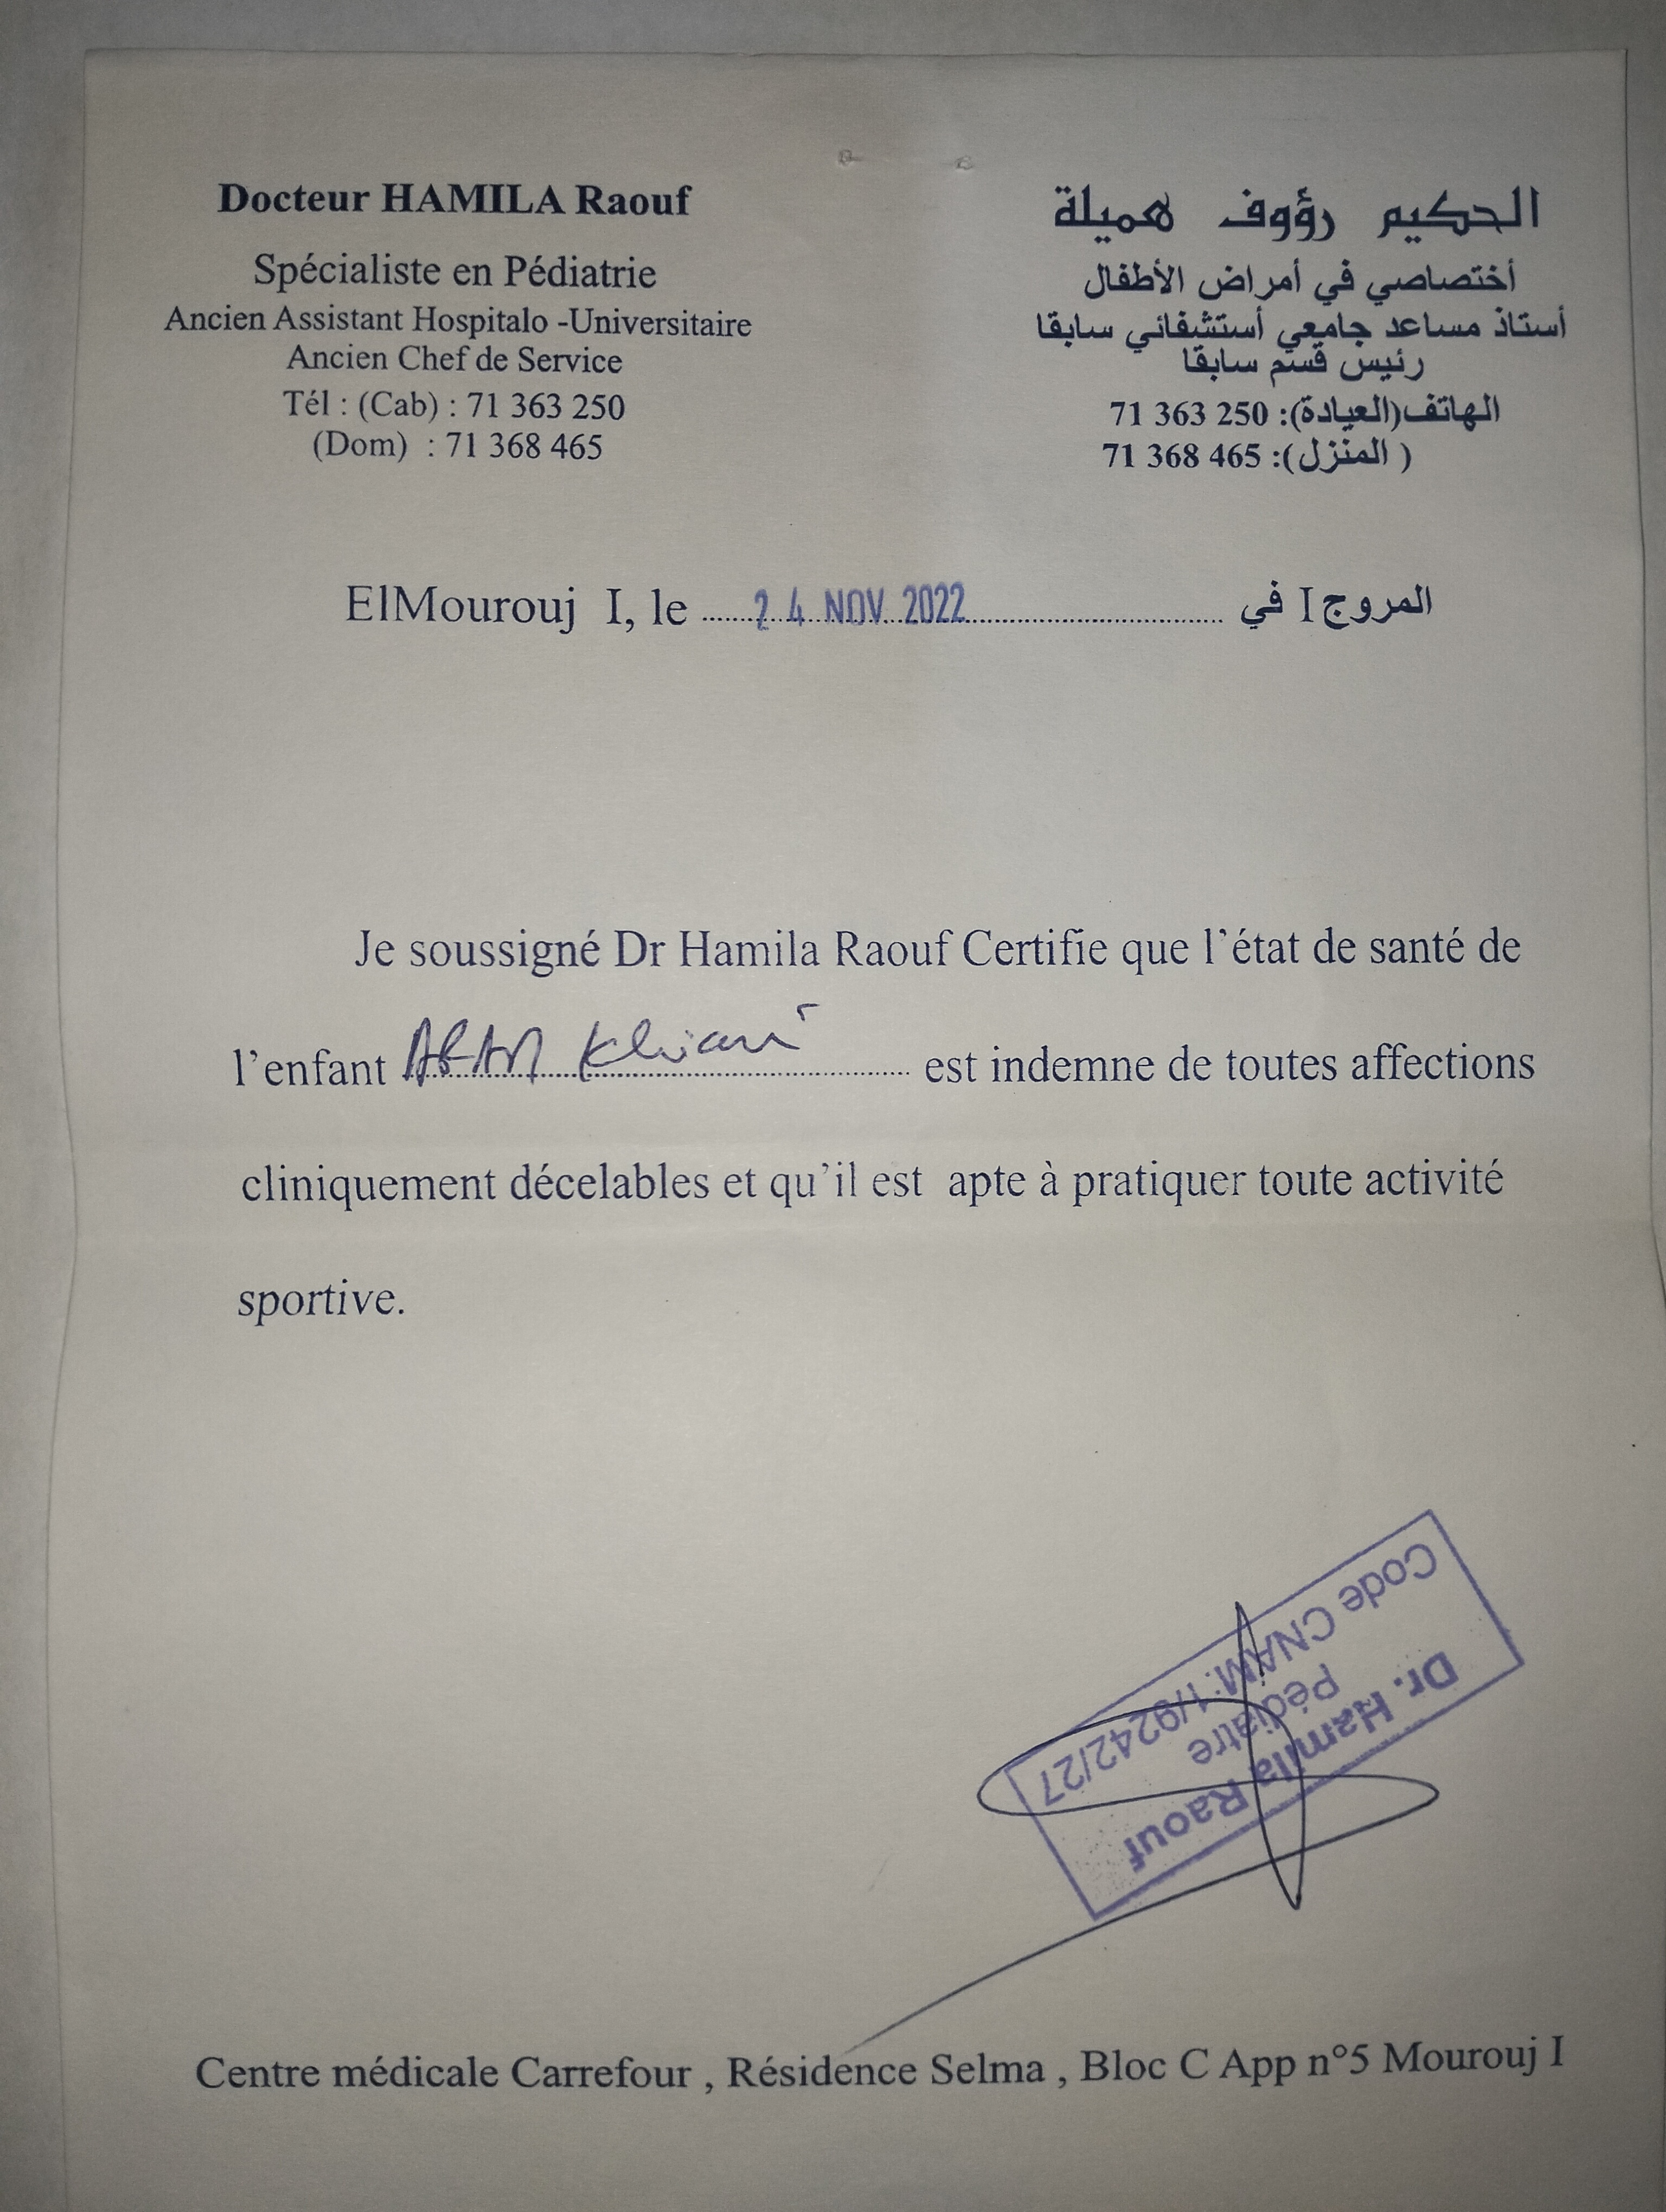 Docteur HAMILA Raouf
Spécialiste en Pédiatrie
Ancien Assistant Hospitalo -Universitaire
Ancien Chef de Service
Tél : (Cab) : 71 363 250
(Dom) : 71 368 465
الحكيم رؤوف هميلة
أختصاصي في أمراض الأطفال
أستاذ مساعد جامعي أستشفائي سابقا
رئيس قسم سابقا
الهاتف(العيادة): 250 363 71
( المنزل): 465 368 71
ElMourouj I, le 24 NOV. 2022 المروج I في
Je soussigné Dr Hamila Raouf Certifie que l'état de santé de
l'enfant est indemne de toutes affections
cliniquement décelables et qu'il est apte à pratiquer toute activité
sportive.
Dr. Hamila Raouf
Pédiatre
Code CNAM: 1/9242/27
Centre médicale Carrefour , Résidence Selma , Bloc C App n°5 Mourouj I